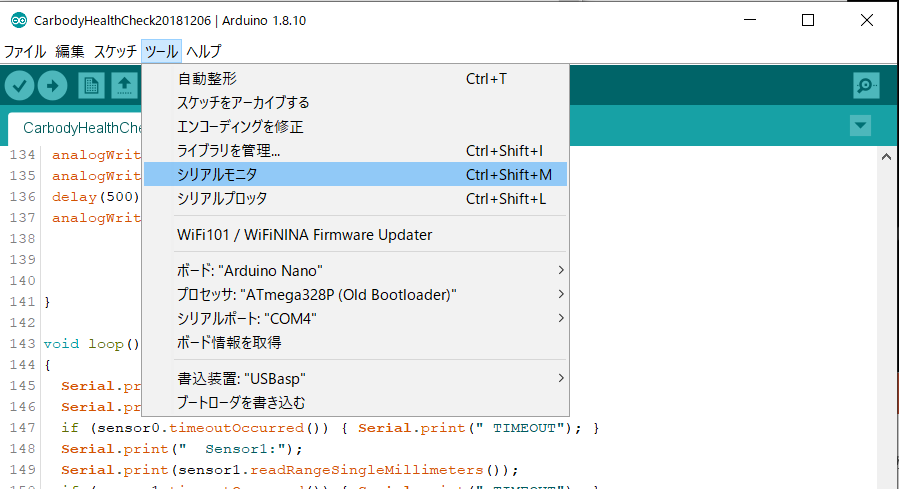 CarbodyHealthCheck20181206 | Arduino 1.8.10
ファイル 編集 スケッチ ツール ヘルプ
自動整形 Ctrl+T
スケッチをアーカイブする
エンコーディングを修正
CarbodyHealthChe
ライブラリを管理... Ctrl+Shift+I
シリアルモニタ Ctrl+Shift+M
シリアルプロッタ Ctrl+Shift+L
WiFi101 / WiFiNINA Firmware Updater
ボード: "Arduino Nano"
プロセッサ: "ATmega328P (Old Bootloader)"
シリアルポート: "COM4"
ボード情報を取得
書込装置: "USBasp"
ブートローダを書き込む
134 analogWrit
135 analogWrit
136 delay(500)
137 analogWrit
138
139
140
141 }
142
143 void loop()
144 {
145 Serial.pr
146 Serial.pr
147 if (sensor0.timeoutOccurred()) { Serial.print(" TIMEOUT"); }
148 Serial.print("  Sensor1:");
149 Serial.print(sensor1.readRangeSingleMillimeters());
150 if (sensor1.timeoutOccurred()) { Serial.print(" TIMEOUT"); }